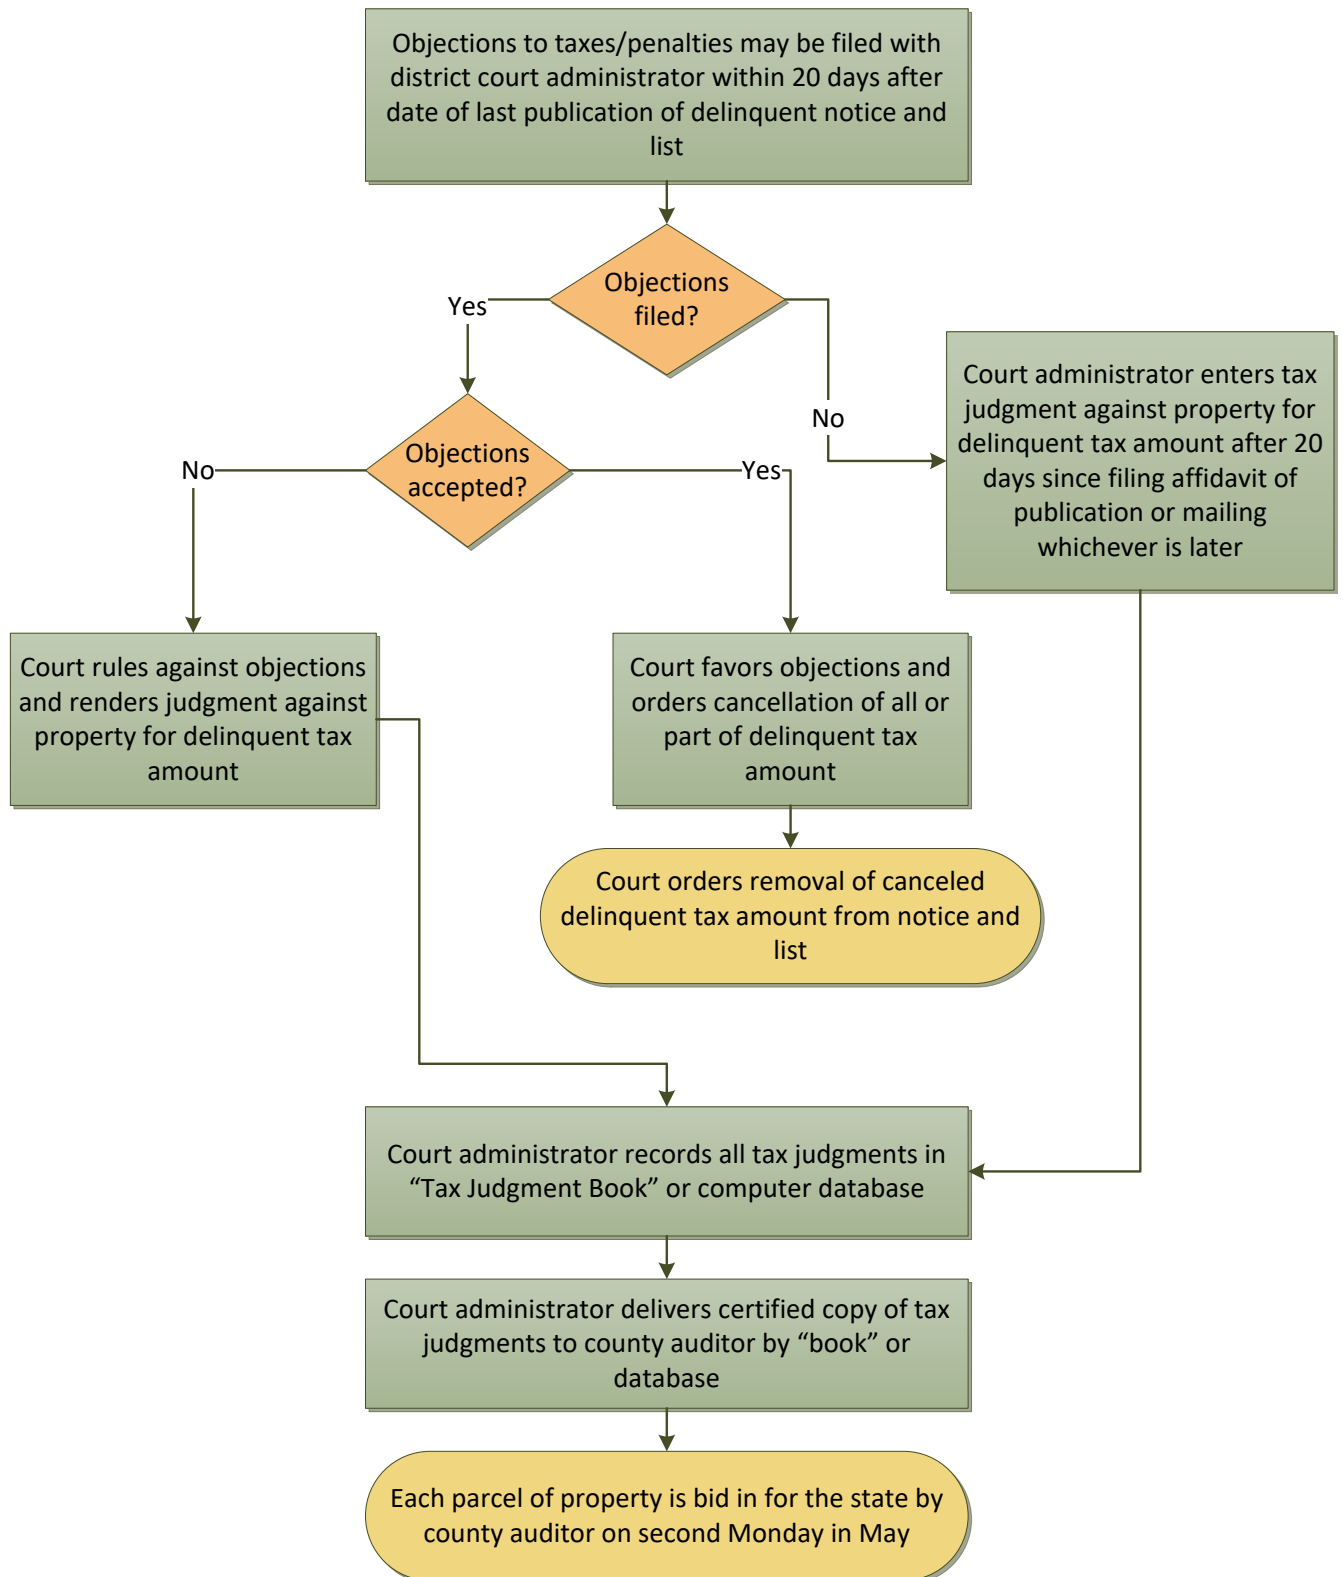 Objections to taxes/penalties may be filed with
district court administrator within 20 days after
date of last publication of delinquent notice and
list
Objections
filed?
Yes
No
Court administrator enters tax
judgment against property for
delinquent tax amount after 20
days since filing affidavit of
publication or mailing
whichever is later
Objections
accepted?
No
Yes
Court rules against objections
and renders judgment against
property for delinquent tax
amount
Court favors objections and
orders cancellation of all or
part of delinquent tax
amount
Court orders removal of canceled
delinquent tax amount from notice and
list
Court administrator records all tax judgments in
“Tax Judgment Book” or computer database
Court administrator delivers certified copy of tax
judgments to county auditor by “book” or
database
Each parcel of property is bid in for the state by
county auditor on second Monday in May